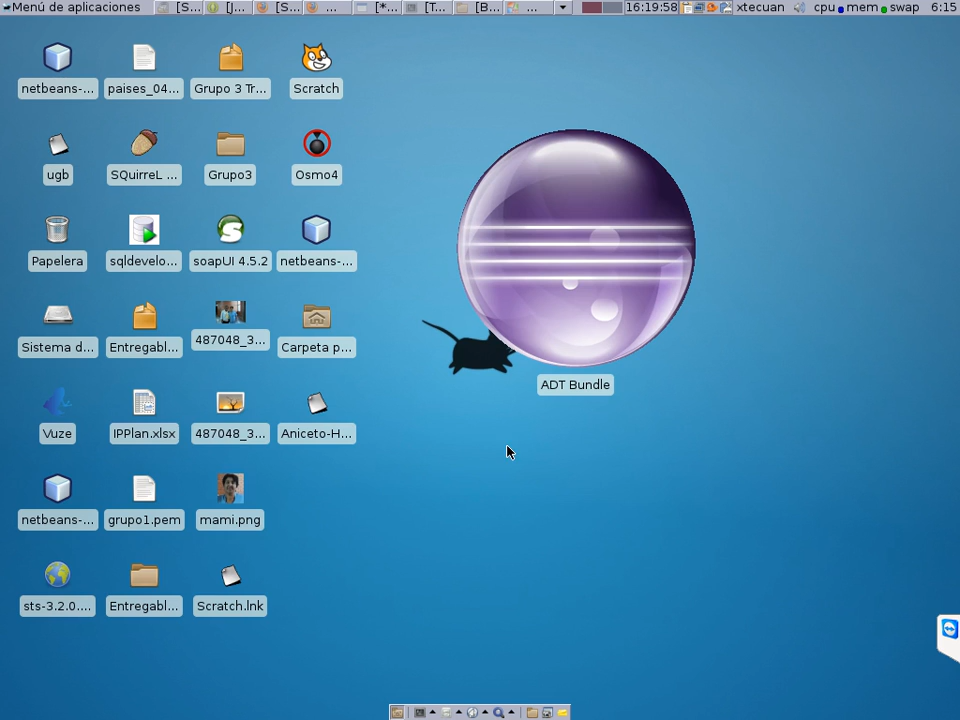 Menú de aplicaciones [S... [J... [S... ... [*... [T... [B... ... 16:19:58 xtecuan cpu mem swap 6:15
netbeans-... paises_04... Grupo 3 Tr... Scratch
ugb SQuirreL ... Grupo3 Osmo4
Papelera sqldevelo... soapUI 4.5.2 netbeans-...
Sistema d... Entregabl... 487048_3... Carpeta p...
ADT Bundle
Vuze IPPlan.xlsx 487048_3... Aniceto-H...
netbeans-... grupo1.pem mami.png
sts-3.2.0.... Entregabl... Scratch.lnk